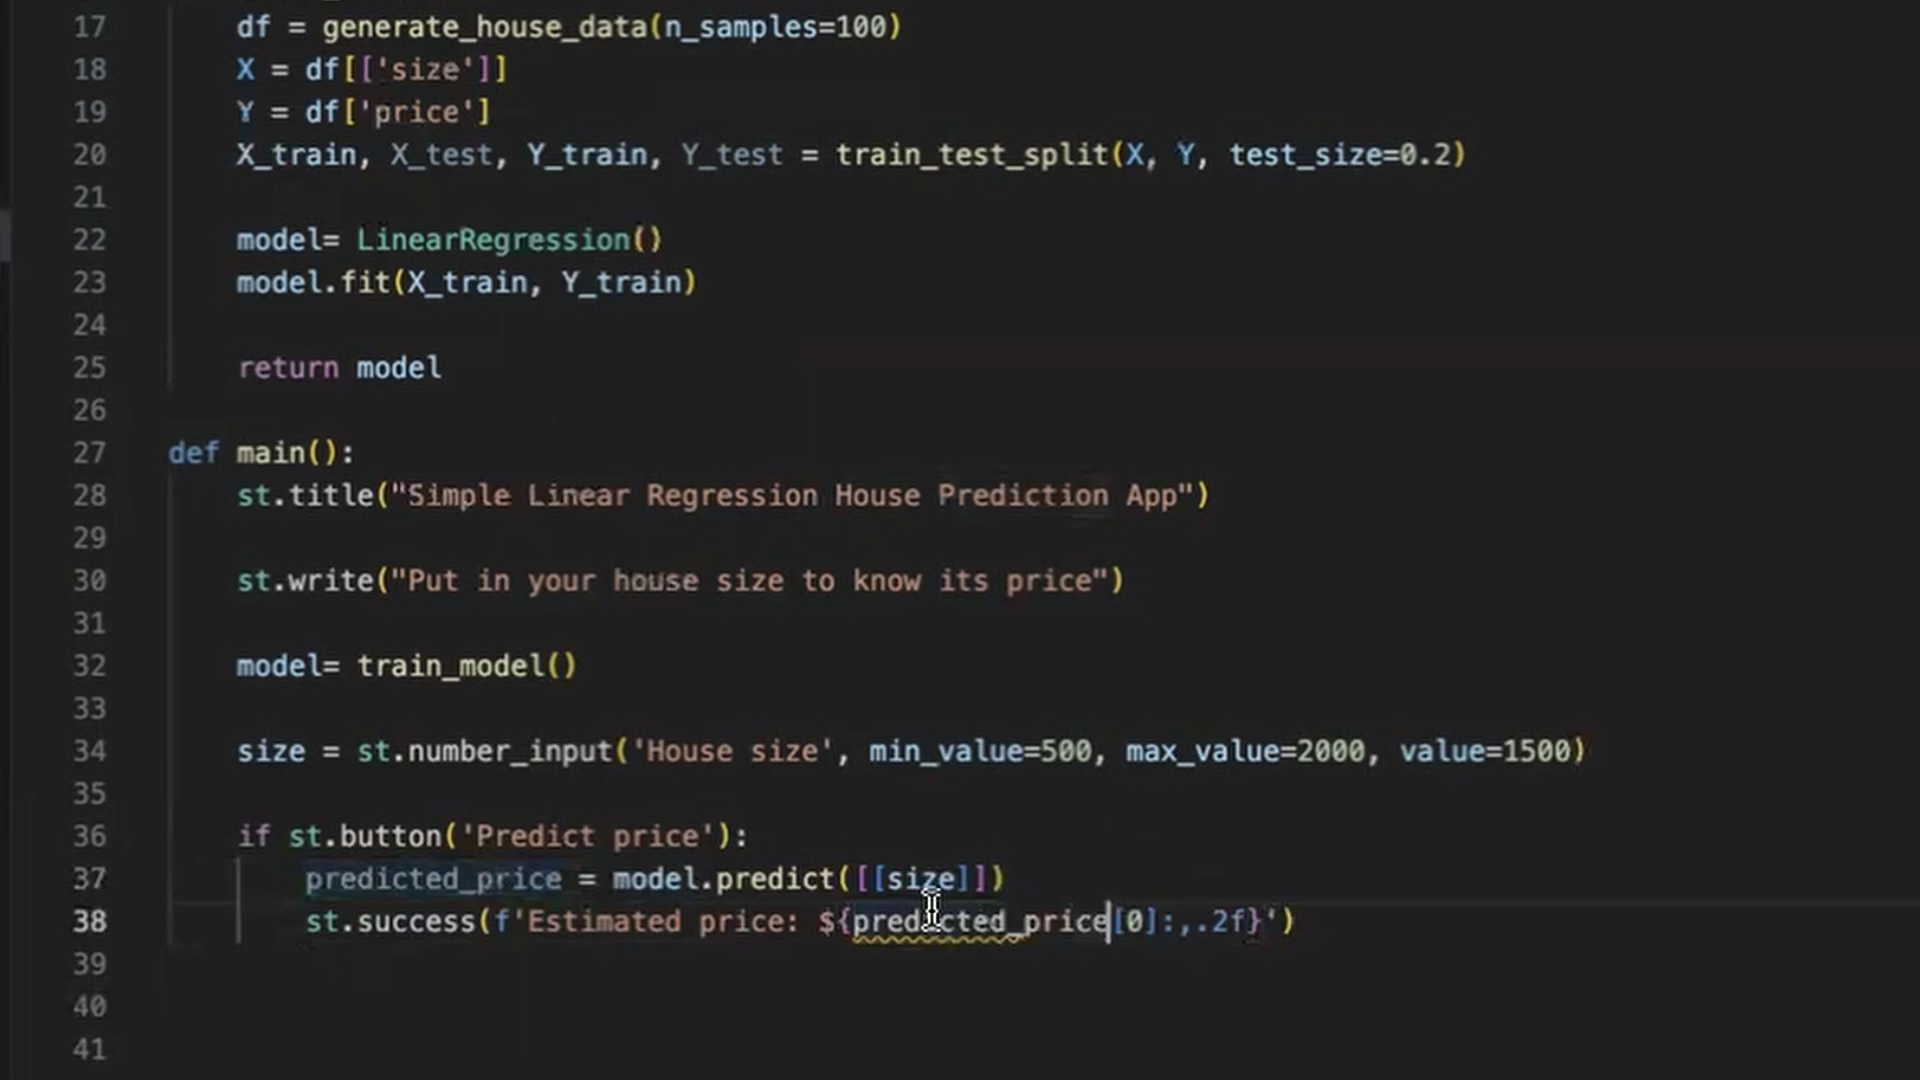 17 df = generate_house_data(n_samples=100)
18 X = df[['size']]
19 Y = df['price']
20 X_train, X_test, Y_train, Y_test = train_test_split(X, Y, test_size=0.2)
21
22 model= LinearRegression()
23 model.fit(X_train, Y_train)
24
25 return model
26
27 def main():
28 st.title("Simple Linear Regression House Prediction App")
29
30 st.write("Put in your house size to know its price")
31
32 model= train_model()
33
34 size = st.number_input('House size', min_value=500, max_value=2000, value=1500)
35
36 if st.button('Predict price'):
37 predicted_price = model.predict([[size]])
38 st.success(f'Estimated price: ${predicted_price[0]:,.2f}')
39
40
41